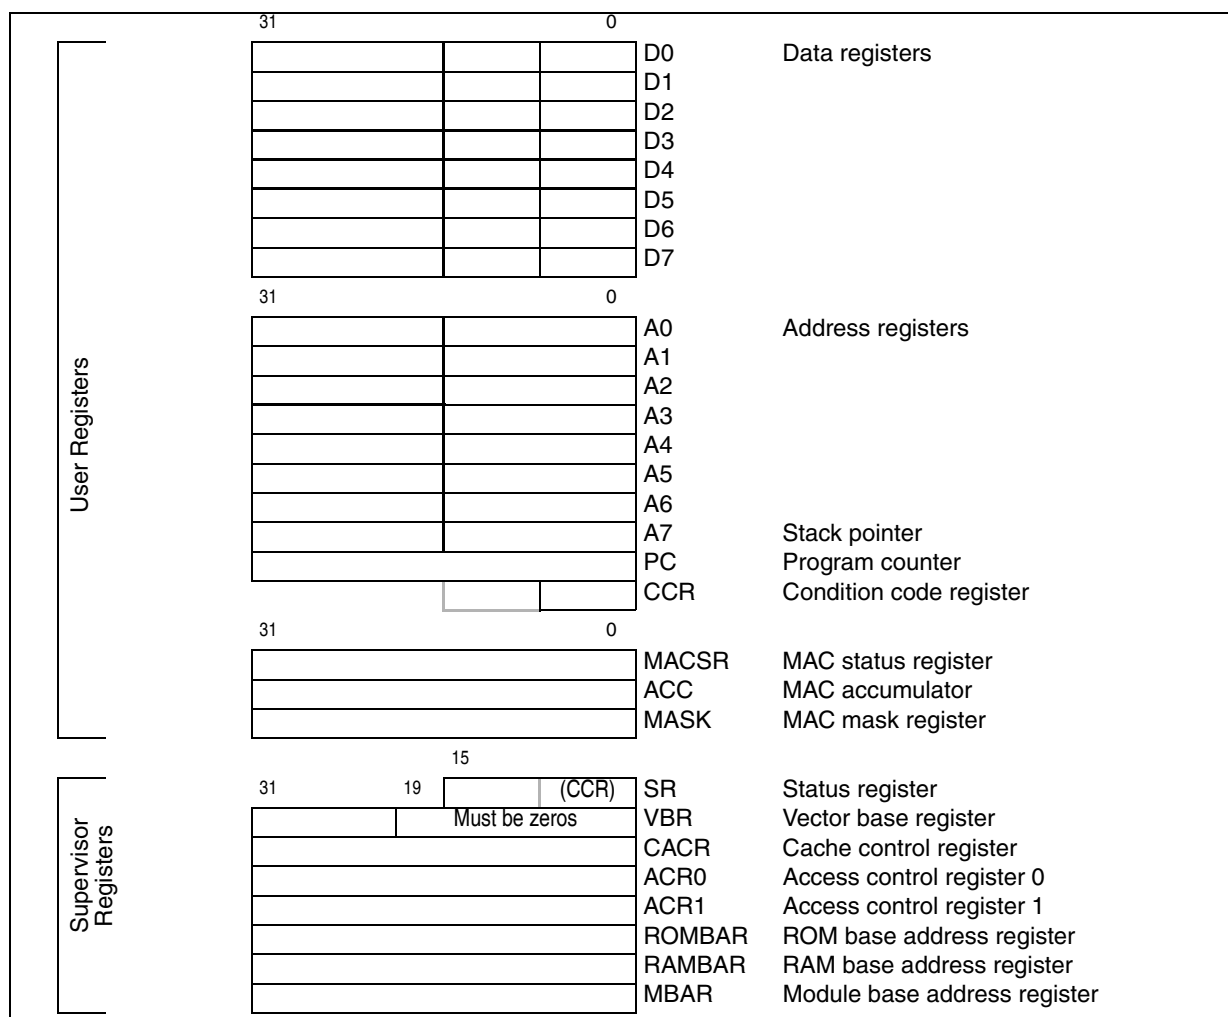 31 0
D0 Data registers
D1
D2
D3
D4
D5
D6
D7
31 0
A0 Address registers
A1
A2
A3
A4
A5
A6
A7 Stack pointer
PC Program counter
CCR Condition code register
31 0
MACSR MAC status register
ACC MAC accumulator
MASK MAC mask register
User Registers
15
31 19 (CCR) SR Status register
Must be zeros VBR Vector base register
CACR Cache control register
ACR0 Access control register 0
ACR1 Access control register 1
ROMBAR ROM base address register
RAMBAR RAM base address register
MBAR Module base address register
Supervisor
Registers